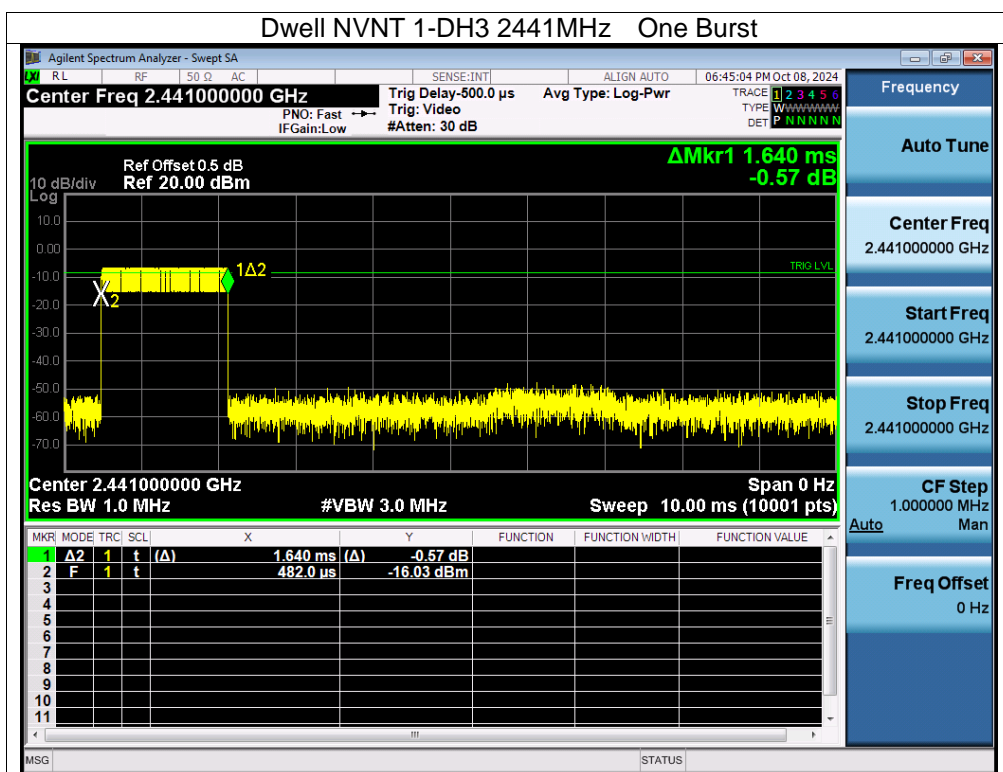 Dwell NVNT 1-DH3 2441MHz One Burst
Agilent Spectrum Analyzer - Swept SA
LXI RL RF 50 Ω AC SENSE:INT ALIGN AUTO 06:45:04 PM Oct 08, 2024
Center Freq 2.441000000 GHz Trig Delay-500.0 µs Avg Type: Log-Pwr TRACE 1 2 3 4 5 6
PNO: Fast Trig: Video TYPE WWWWWW
IFGain:Low #Atten: 30 dB DET P NNNNN
ΔMkr1 1.640 ms
-0.57 dB
Ref Offset 0.5 dB
10 dB/div Ref 20.00 dBm
Log
10.0
0.00
-10.0
-20.0
-30.0
-40.0
-50.0
-60.0
-70.0
1Δ2
TRIG LVL
2
Center 2.441000000 GHz Span 0 Hz
Res BW 1.0 MHz #VBW 3.0 MHz Sweep 10.00 ms (10001 pts)
MKR MODE TRC SCL X Y FUNCTION FUNCTION WIDTH FUNCTION VALUE
1 Δ2 1 t (Δ) 1.640 ms (Δ) -0.57 dB
2 F 1 t 482.0 µs -16.03 dBm
3
4
5
6
7
8
9
10
11
MSG STATUS
Frequency
Auto Tune
Center Freq
2.441000000 GHz
Start Freq
2.441000000 GHz
Stop Freq
2.441000000 GHz
CF Step
1.000000 MHz
Auto Man
Freq Offset
0 Hz